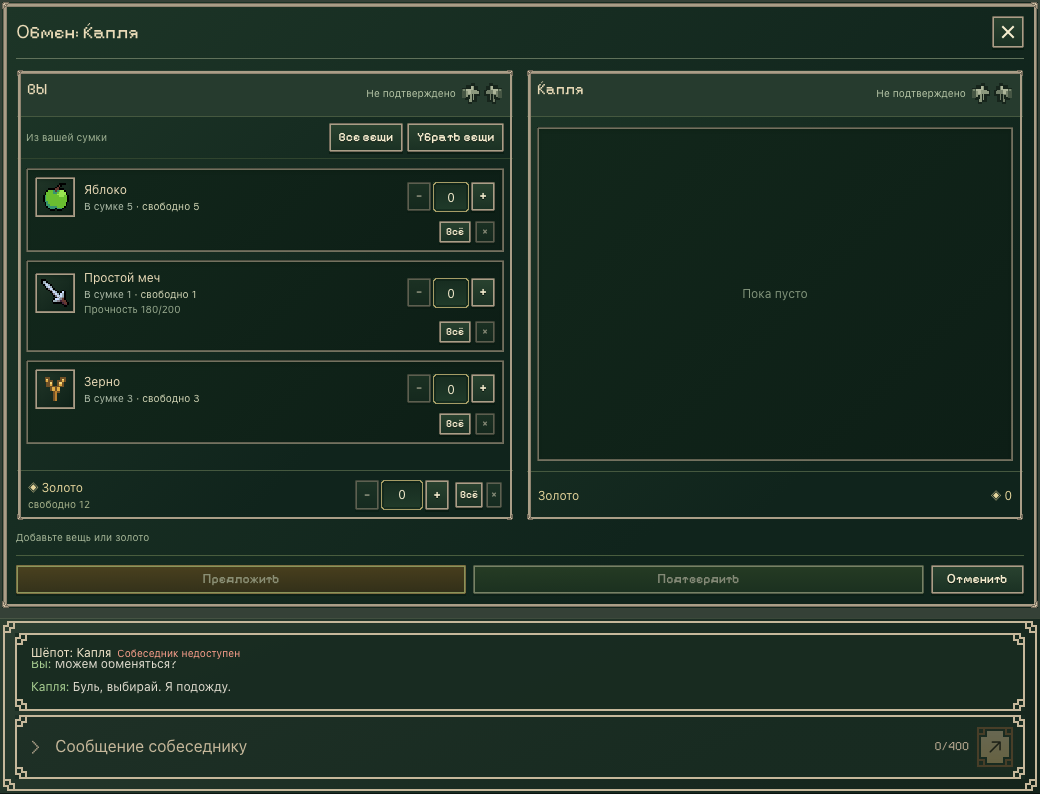 Обмен: Капля
Вы
Не подтверждено
Из вашей сумки
Все вещи
Убрать вещи
Яблоко
В сумке 5 · свободно 5
−
0
+
Всё
×
Простой меч
В сумке 1 · свободно 1
Прочность 180/200
−
0
+
Всё
×
Зерно
В сумке 3 · свободно 3
−
0
+
Всё
×
Золото
свободно 12
−
0
+
Всё
×
Капля
Не подтверждено
Пока пусто
Золото
0
Добавьте вещь или золото
Предложить
Подтвердить
Отменить
Шёпот: Капля Собеседник недоступен
Вы: Можем обменяться?
Капля: Буль, выбирай. Я подожду.
Сообщение собеседнику
0/400